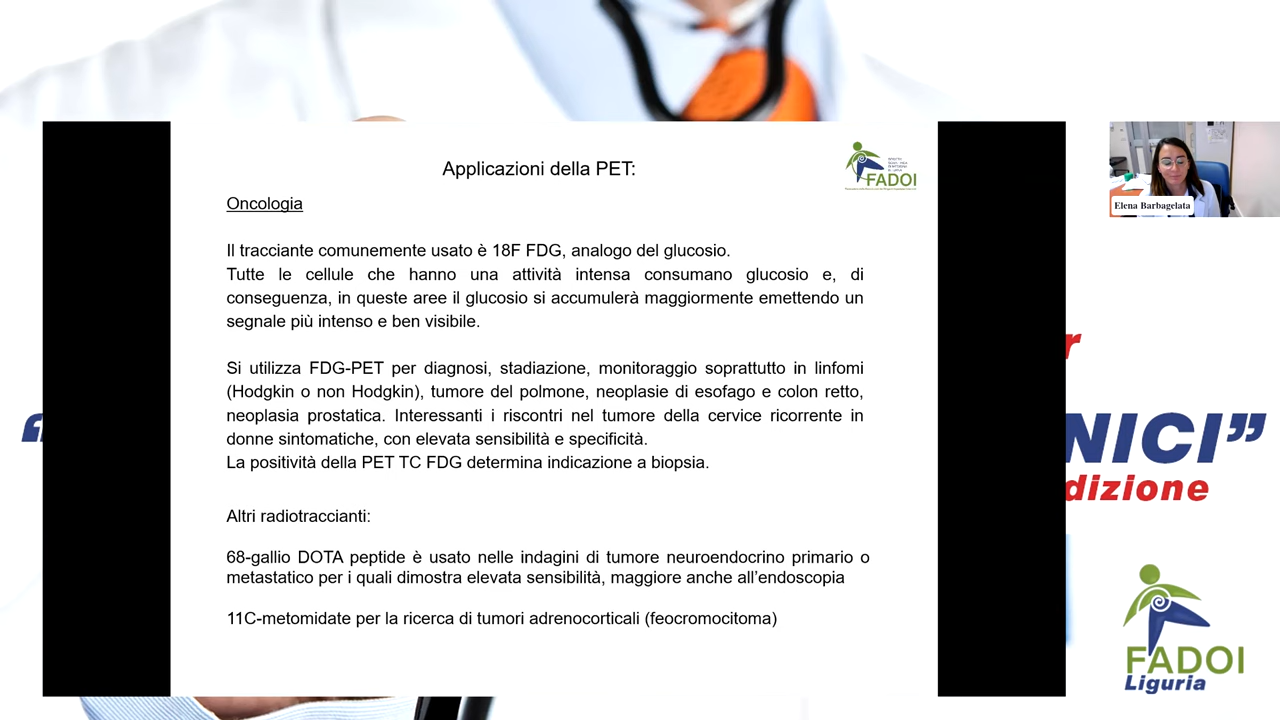 Applicazioni della PET:
FADOI
Oncologia
Elena Barbagelata
Il tracciante comunemente usato è 18F FDG, analogo del glucosio.
Tutte le cellule che hanno una attività intensa consumano glucosio e, di
conseguenza, in queste aree il glucosio si accumulerà maggiormente emettendo un
segnale più intenso e ben visibile.
Si utilizza FDG-PET per diagnosi, stadiazione, monitoraggio soprattutto in linfomi
(Hodgkin o non Hodgkin), tumore del polmone, neoplasie di esofago e colon retto,
neoplasia prostatica. Interessanti i riscontri nel tumore della cervice ricorrente in
donne sintomatiche, con elevata sensibilità e specificità.
La positività della PET TC FDG determina indicazione a biopsia.
Altri radiotraccianti:
68-gallio DOTA peptide è usato nelle indagini di tumore neuroendocrino primario o
metastatico per i quali dimostra elevata sensibilità, maggiore anche all’endoscopia
11C-metomidate per la ricerca di tumori adrenocorticali (feocromocitoma)
“
r
NICI”
dizione
FADOI
Liguria